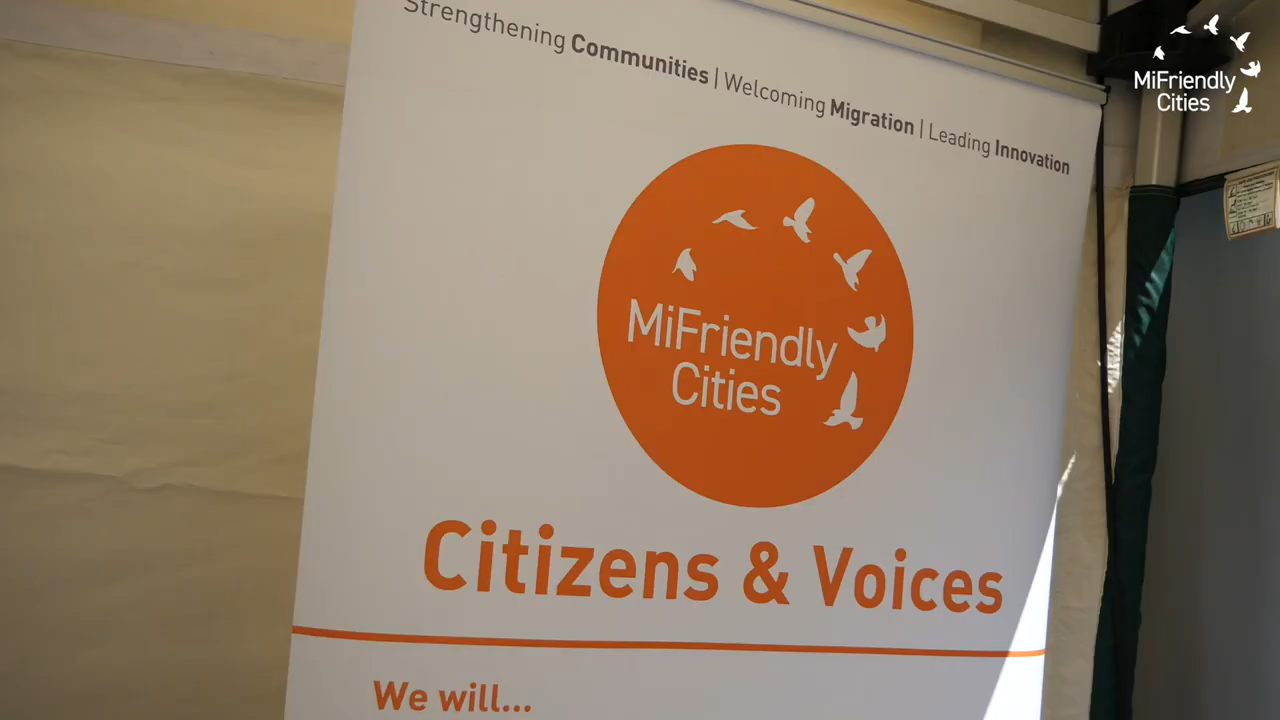 Strengthening Communities | Welcoming Migration | Leading Innovation
MiFriendly
Cities
Citizens & Voices
We will...
MiFriendly
Cities